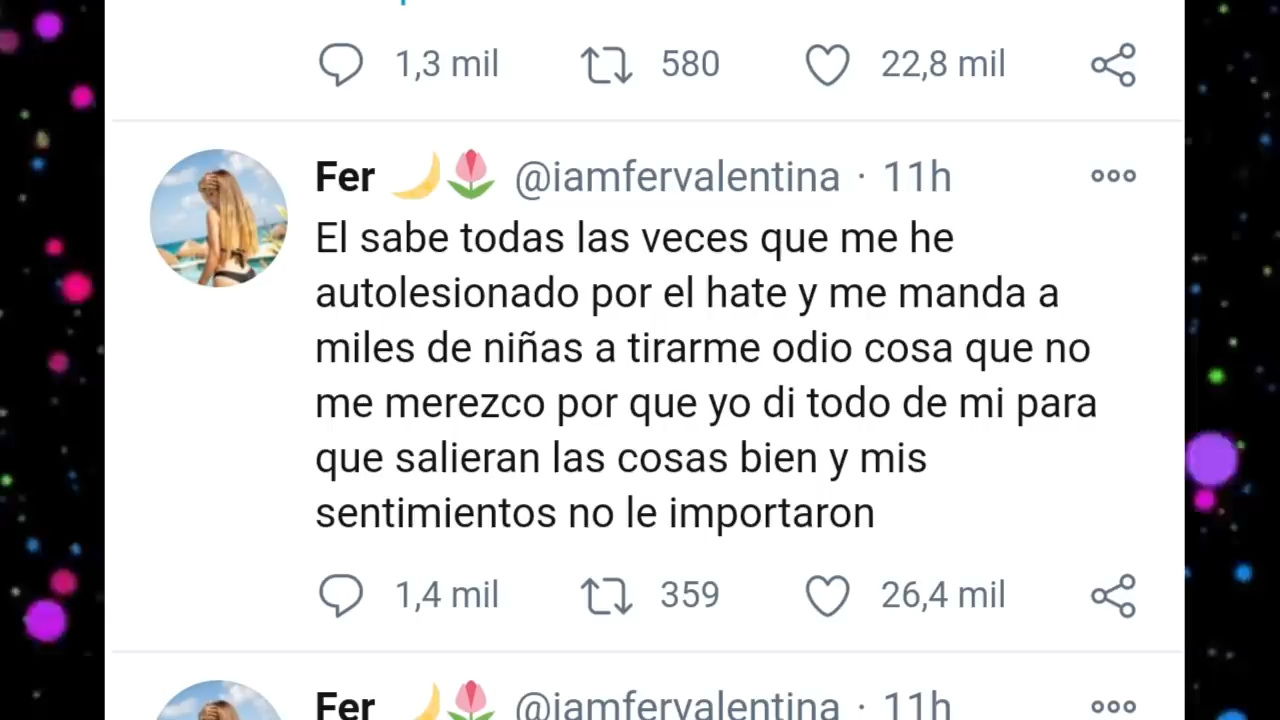 1,3 mil 580 22,8 mil
Fer 🌙🌷 @iamfervalentina · 11h
El sabe todas las veces que me he
autolesionado por el hate y me manda a
miles de niñas a tirarme odio cosa que no
me merezco por que yo di todo de mi para
que salieran las cosas bien y mis
sentimientos no le importaron
1,4 mil 359 26,4 mil
Fer 🌙🌷 @iamfervalentina · 11h